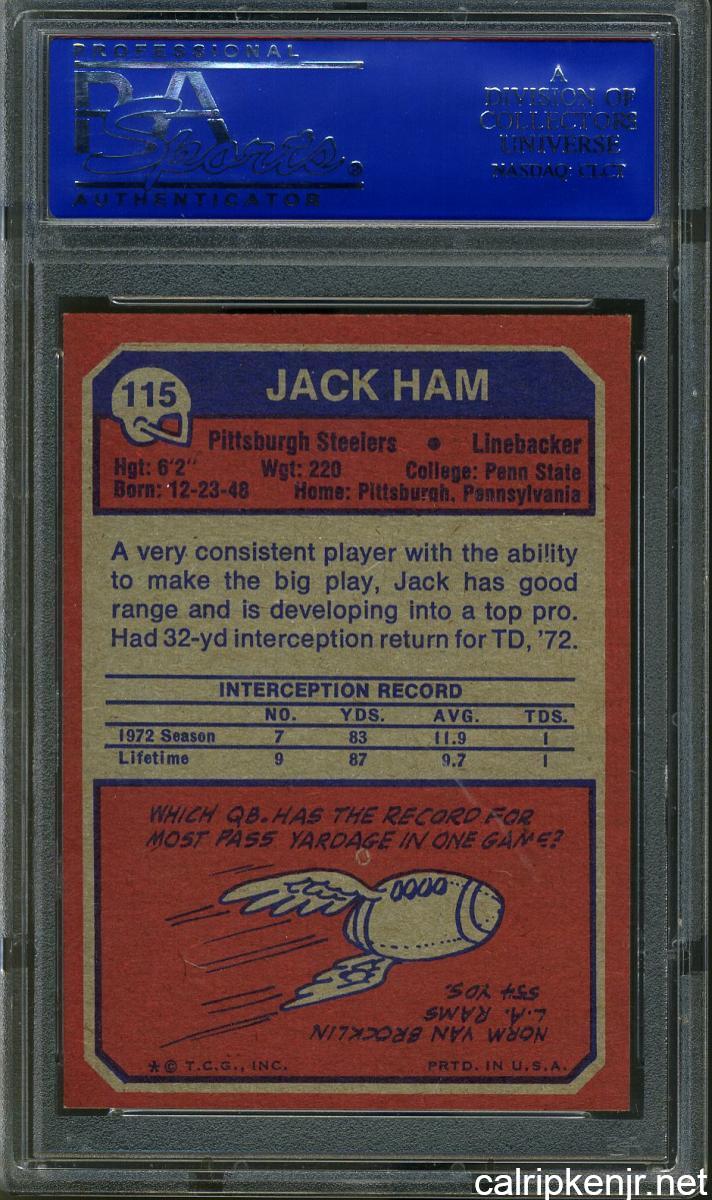 PROFESSIONAL
PSA
Sports®
AUTHENTICATOR
A
DIVISION OF
COLLECTORS
UNIVERSE
NASDAQ: CLCT
115
JACK HAM
Pittsburgh Steelers • Linebacker
Hgt: 6'2" Wgt: 220 College: Penn State
Born: 12-23-48 Home: Pittsburgh, Pennsylvania
A very consistent player with the ability
to make the big play, Jack has good
range and is developing into a top pro.
Had 32-yd interception return for TD, '72.
INTERCEPTION RECORD
NO. YDS. AVG. TDS.
1972 Season 7 83 11.9 1
Lifetime 9 87 9.7 1
WHICH QB. HAS THE RECORD FOR
MOST PASS YARDAGE IN ONE GAME?
NORM VAN BROCKLIN
L.A. RAMS
554 YDS.
*© T.C.G., INC. PRTD. IN U.S.A.
calripkenjr.net